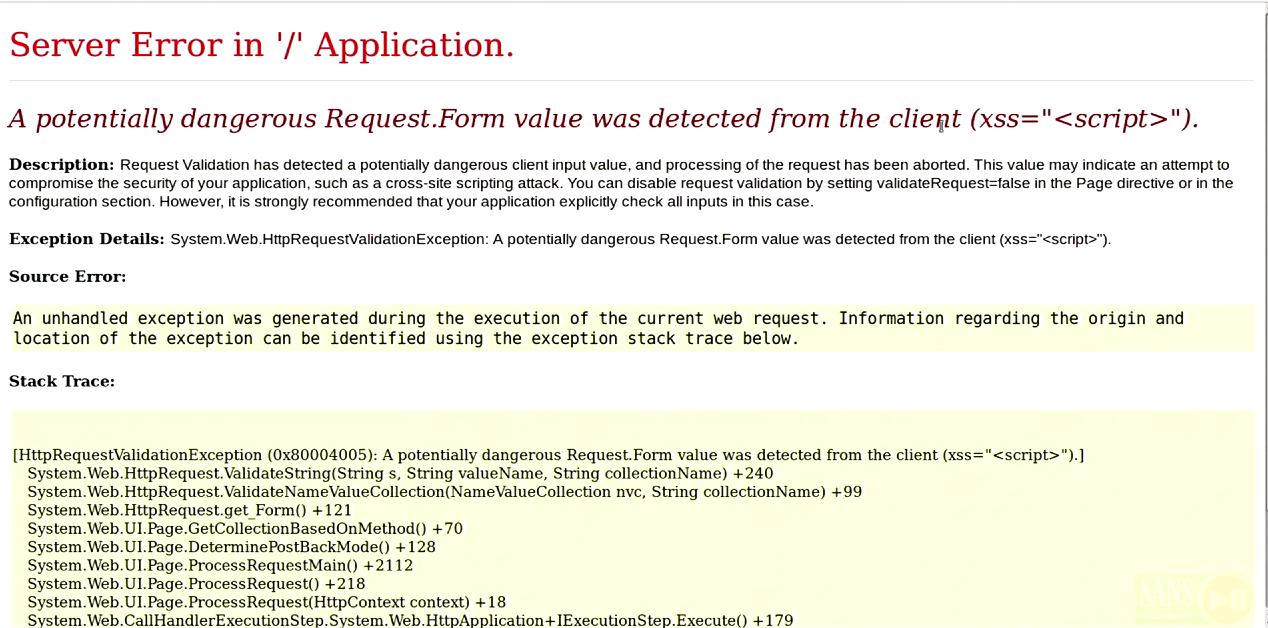 Server Error in '/' Application.
A potentially dangerous Request.Form value was detected from the client (xss="<script>").
Description: Request Validation has detected a potentially dangerous client input value, and processing of the request has been aborted. This value may indicate an attempt to
compromise the security of your application, such as a cross-site scripting attack. You can disable request validation by setting validateRequest=false in the Page directive or in the
configuration section. However, it is strongly recommended that your application explicitly check all inputs in this case.
Exception Details: System.Web.HttpRequestValidationException: A potentially dangerous Request.Form value was detected from the client (xss="<script>").
Source Error:
An unhandled exception was generated during the execution of the current web request. Information regarding the origin and
location of the exception can be identified using the exception stack trace below.
Stack Trace:
[HttpRequestValidationException (0x80004005): A potentially dangerous Request.Form value was detected from the client (xss="<script>").]
System.Web.HttpRequest.ValidateString(String s, String valueName, String collectionName) +240
System.Web.HttpRequest.ValidateNameValueCollection(NameValueCollection nvc, String collectionName) +99
System.Web.HttpRequest.get_Form() +121
System.Web.UI.Page.GetCollectionBasedOnMethod() +70
System.Web.UI.Page.DeterminePostBackMode() +128
System.Web.UI.Page.ProcessRequestMain() +2112
System.Web.UI.Page.ProcessRequest() +218
System.Web.UI.Page.ProcessRequest(HttpContext context) +18
System.Web.CallHandlerExecutionStep.System.Web.HttpApplication+IExecutionStep.Execute() +179
SANS